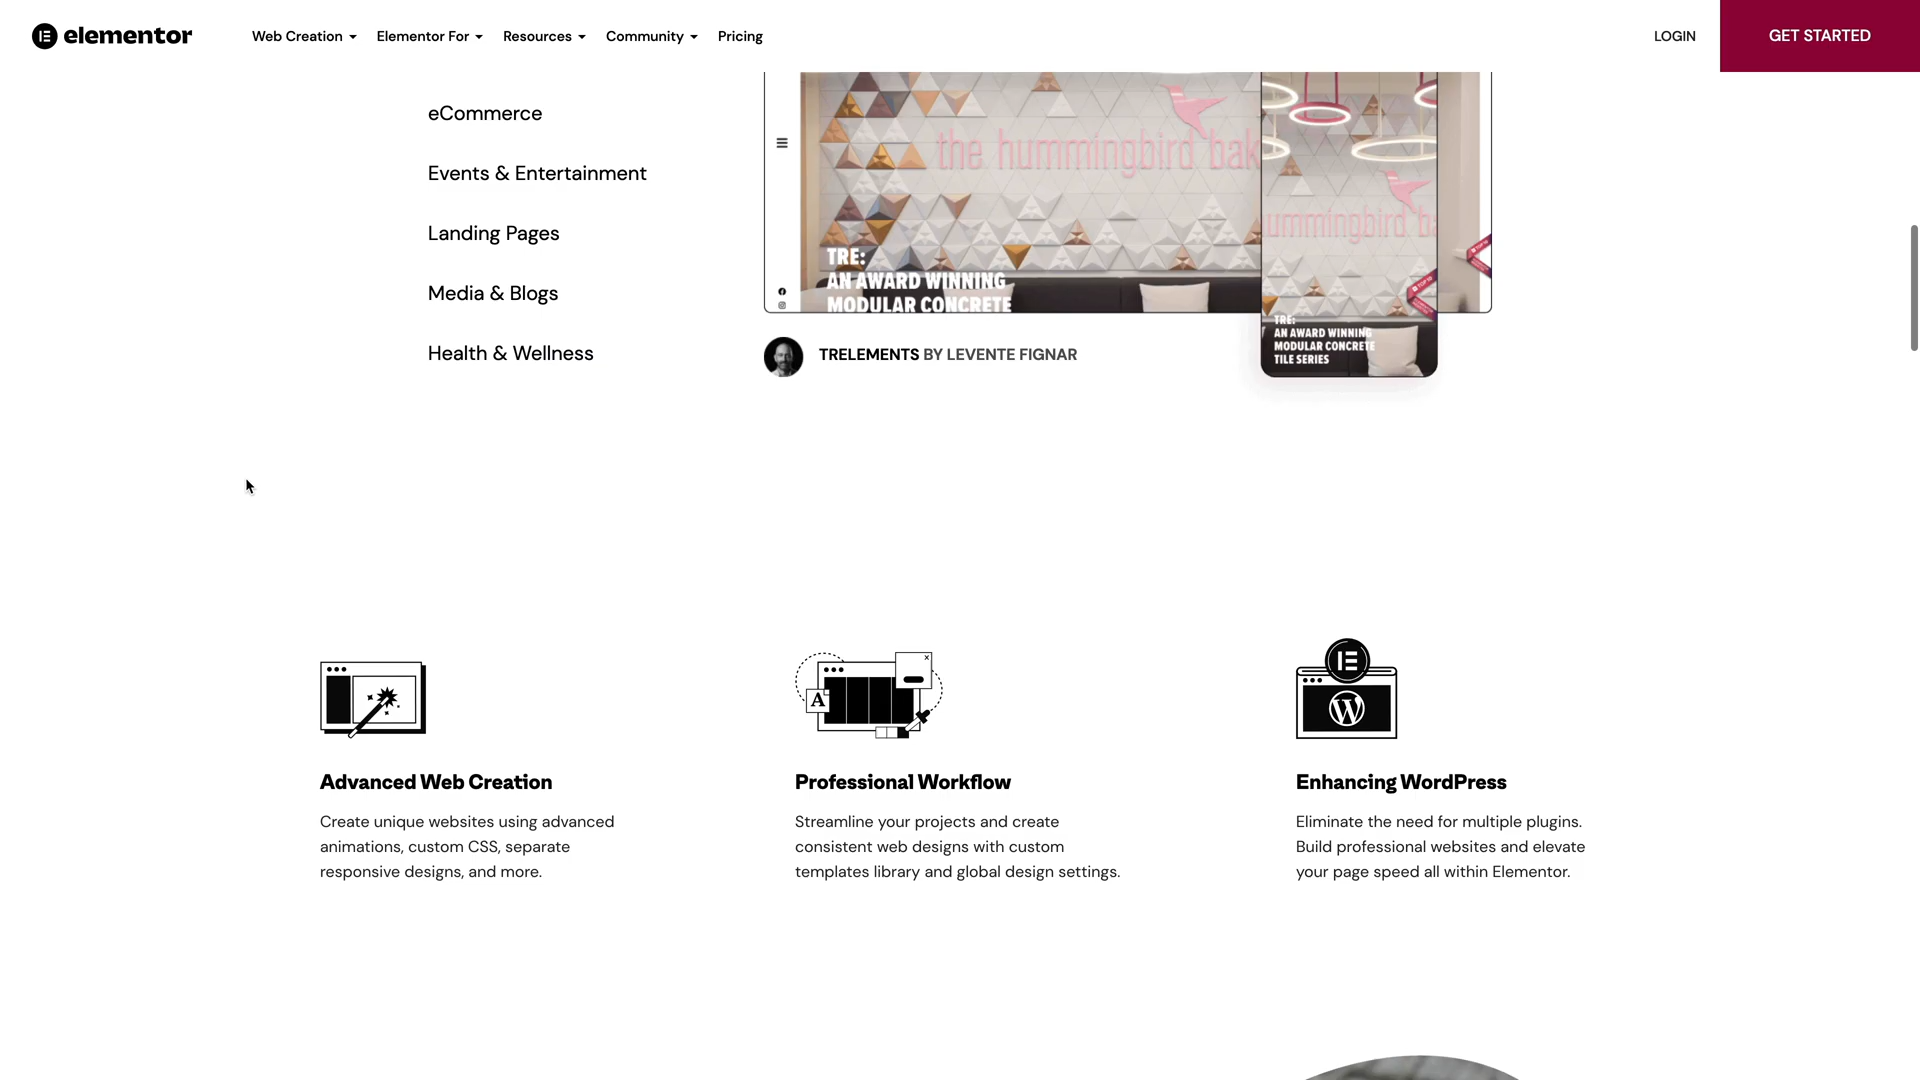 elementor
Web Creation
Elementor For
Resources
Community
Pricing
LOGIN
GET STARTED
eCommerce
Events & Entertainment
Landing Pages
Media & Blogs
Health & Wellness
the hummingbird bak
TRE:
AN AWARD WINNING
MODULAR CONCRETE
ummingbird ba
TOP 10
TOP 10
TRE:
AN AWARD WINNING
MODULAR CONCRETE
TILE SERIES
TRELEMENTS BY LEVENTE FIGNAR
A
x
W
Advanced Web Creation
Create unique websites using advanced
animations, custom CSS, separate
responsive designs, and more.
Professional Workflow
Streamline your projects and create
consistent web designs with custom
templates library and global design settings.
Enhancing WordPress
Eliminate the need for multiple plugins.
Build professional websites and elevate
your page speed all within Elementor.